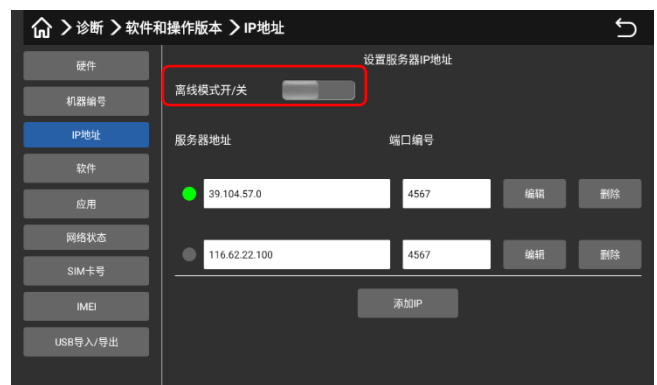 诊断 软件和操作版本 IP地址
硬件
机器编号
IP地址
软件
应用
网络状态
SIM卡号
IMEI
USB导入/导出
设置服务器IP地址
离线模式开/关
服务器地址 端口编号
39.104.57.0 4567 编辑 删除
116.62.22.100 4567 编辑 删除
添加IP